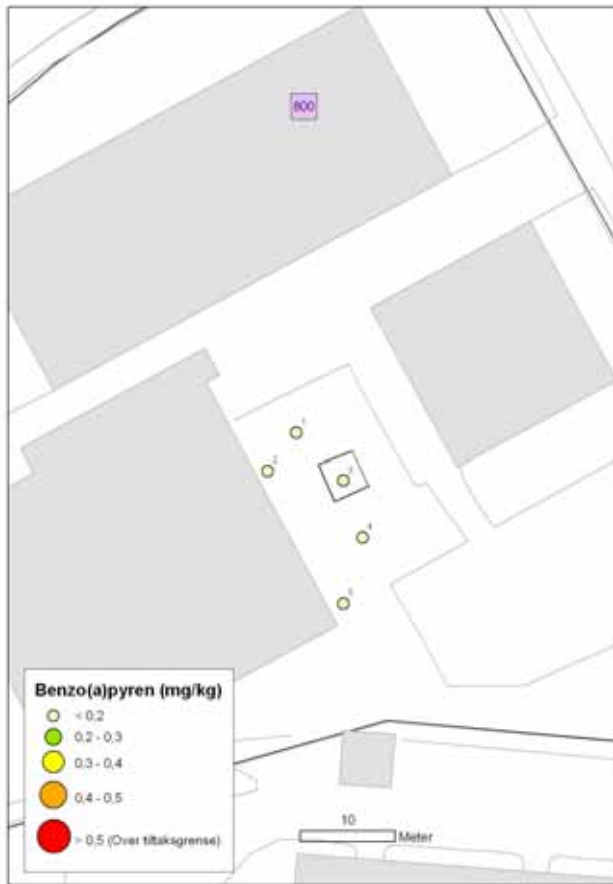 800
4
Benzo(a)pyren (mg/kg)
< 0,2
0,2 - 0,3
0,3 - 0,4
0,4 - 0,5
> 0.5 (Over tiltaksgrense)
10
Meter